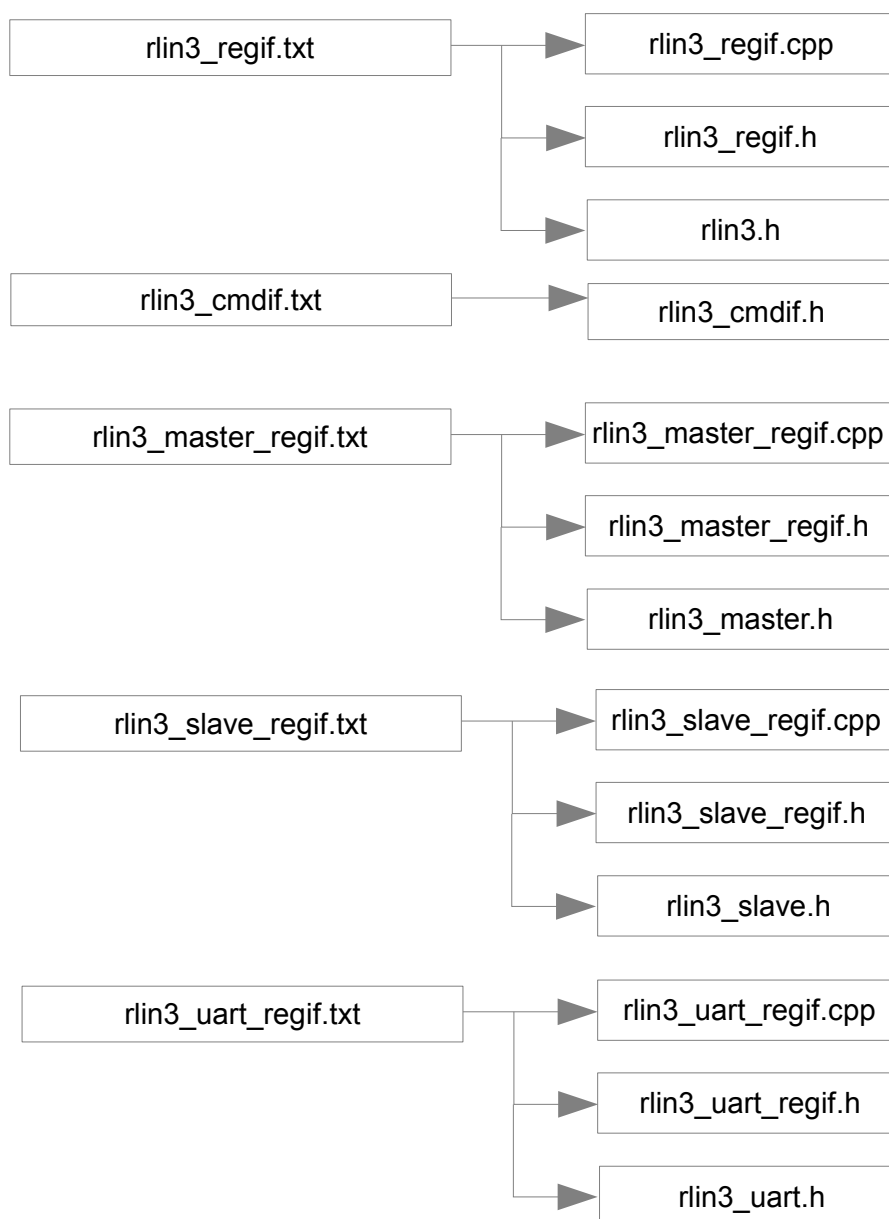 rlin3_regif.txt
rlin3_regif.cpp
rlin3_regif.h
rlin3.h
rlin3_cmdif.txt
rlin3_cmdif.h
rlin3_master_regif.txt
rlin3_master_regif.cpp
rlin3_master_regif.h
rlin3_master.h
rlin3_slave_regif.txt
rlin3_slave_regif.cpp
rlin3_slave_regif.h
rlin3_slave.h
rlin3_uart_regif.txt
rlin3_uart_regif.cpp
rlin3_uart_regif.h
rlin3_uart.h